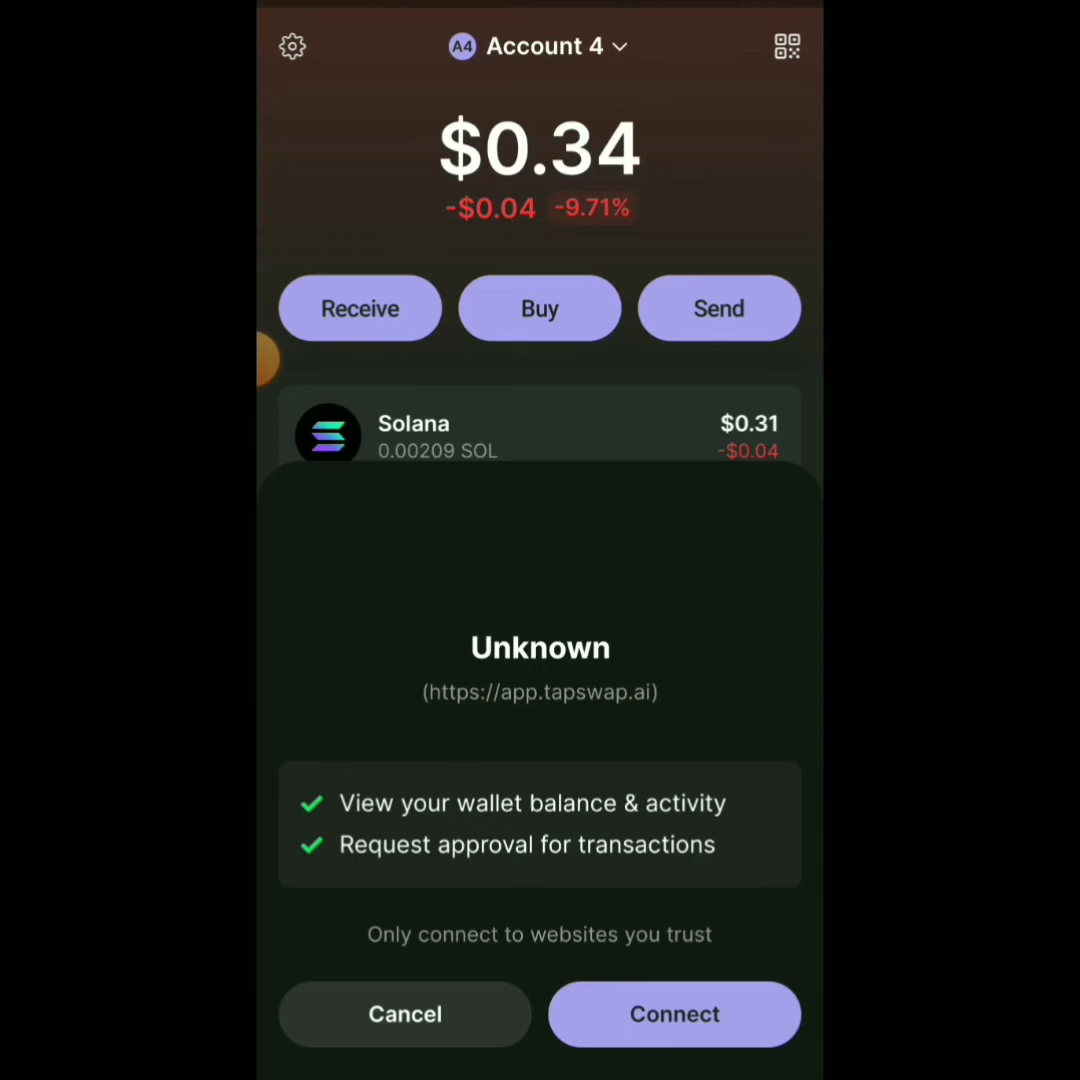 A4 Account 4
$0.34
-$0.04 -9.71%
Receive Buy Send
Solana $0.31
0.00209 SOL -$0.04
Unknown
(https://app.tapswap.ai)
View your wallet balance & activity
Request approval for transactions
Only connect to websites you trust
Cancel Connect